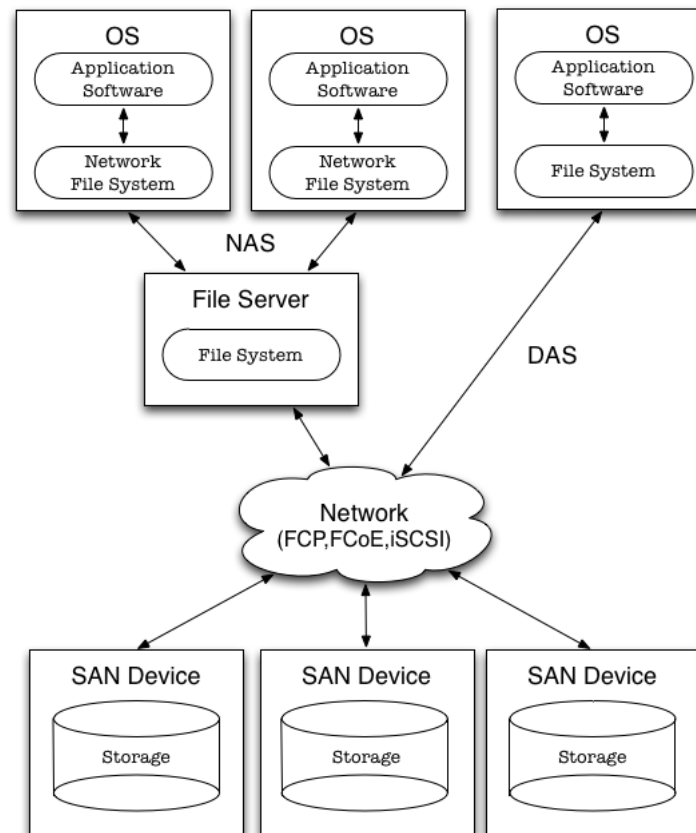 OS
Application
Software
Network
File System
OS
Application
Software
Network
File System
OS
Application
Software
File System
NAS
File Server
File System
DAS
Network
(FCP,FCoE,iSCSI)
SAN Device
Storage
SAN Device
Storage
SAN Device
Storage